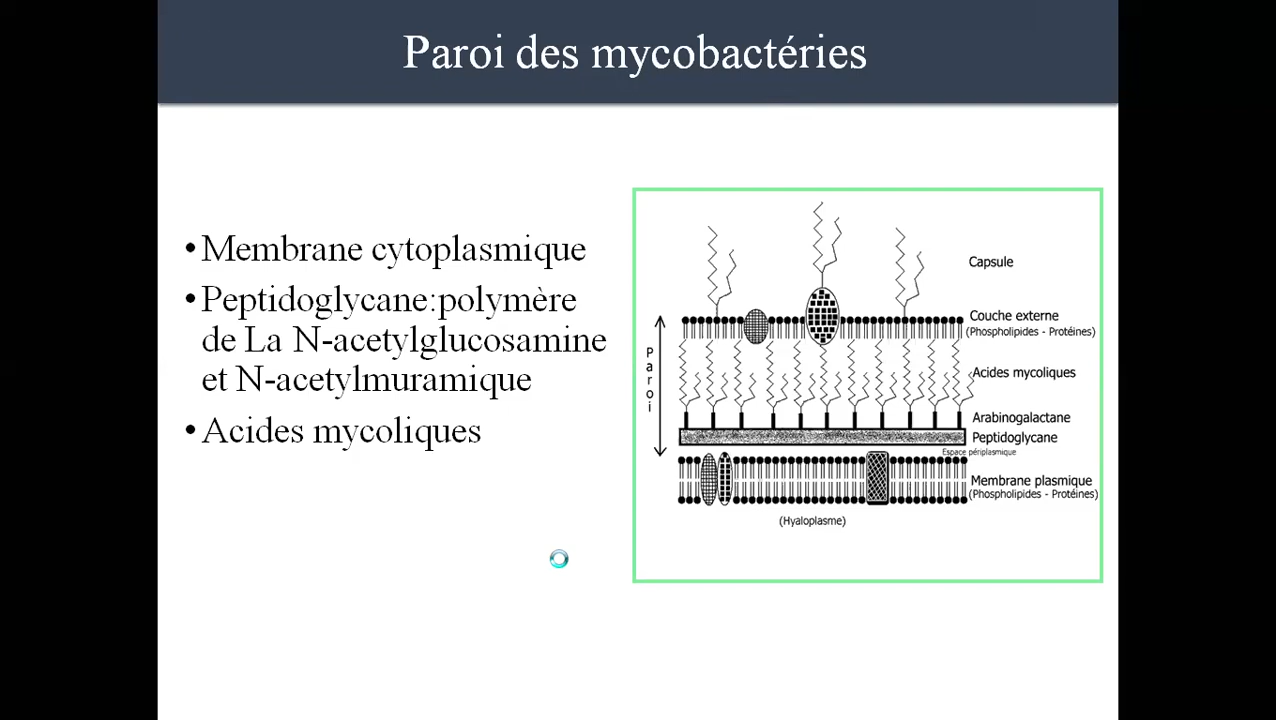 Paroi des mycobactéries
•Membrane cytoplasmique
•Peptidoglycane:polymère
de La N-acetylglucosamine
et N-acetylmuramique
•Acides mycoliques
Capsule
Couche externe
(Phospholipides - Protéines)
Paroi
Acides mycoliques
Arabinogalactane
Peptidoglycane
Espace périplasmique
Membrane plasmique
(Phospholipides - Protéines)
(Hyaloplasme)